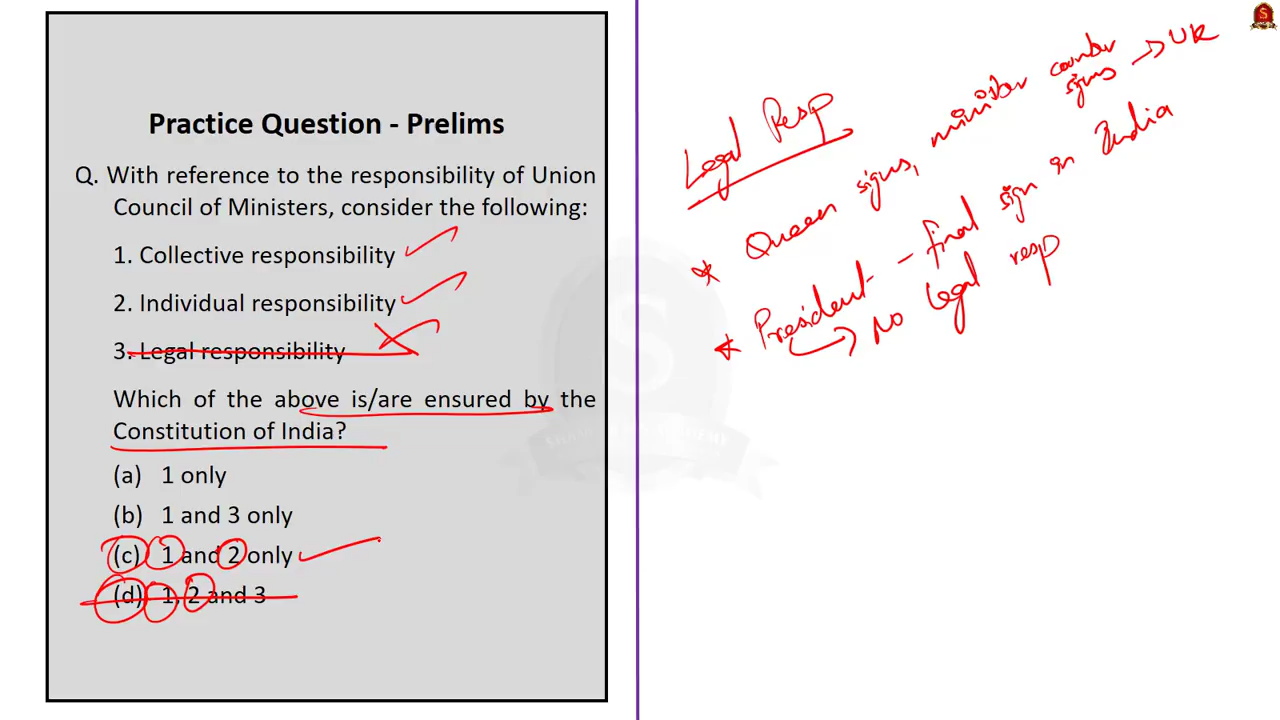 Practice Question - Prelims
Q. With reference to the responsibility of Union
Council of Ministers, consider the following:
1. Collective responsibility
2. Individual responsibility
3. Legal responsibility
Which of the above is/are ensured by the
Constitution of India?
(a) 1 only
(b) 1 and 3 only
(c) 1 and 2 only
(d) 1, 2 and 3
Legal Resp
* Queen signs, minister counter signs → UK
* President - final sign in India
→ No legal resp